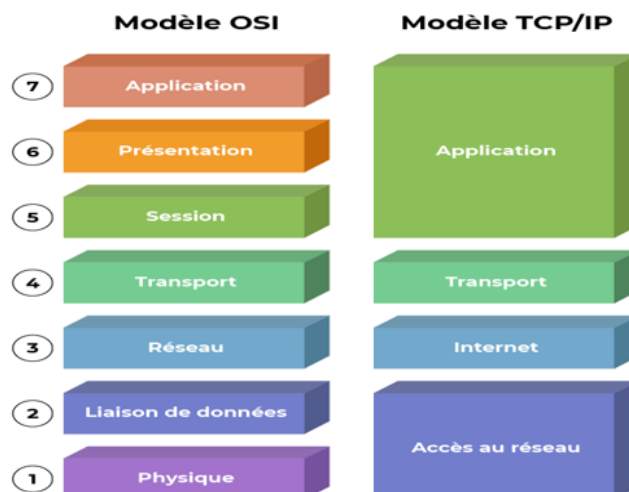 Modèle OSI Modèle TCP/IP
7 Application
6 Présentation Application
5 Session
4 Transport Transport
3 Réseau Internet
2 Liaison de données
Accès au réseau
1 Physique